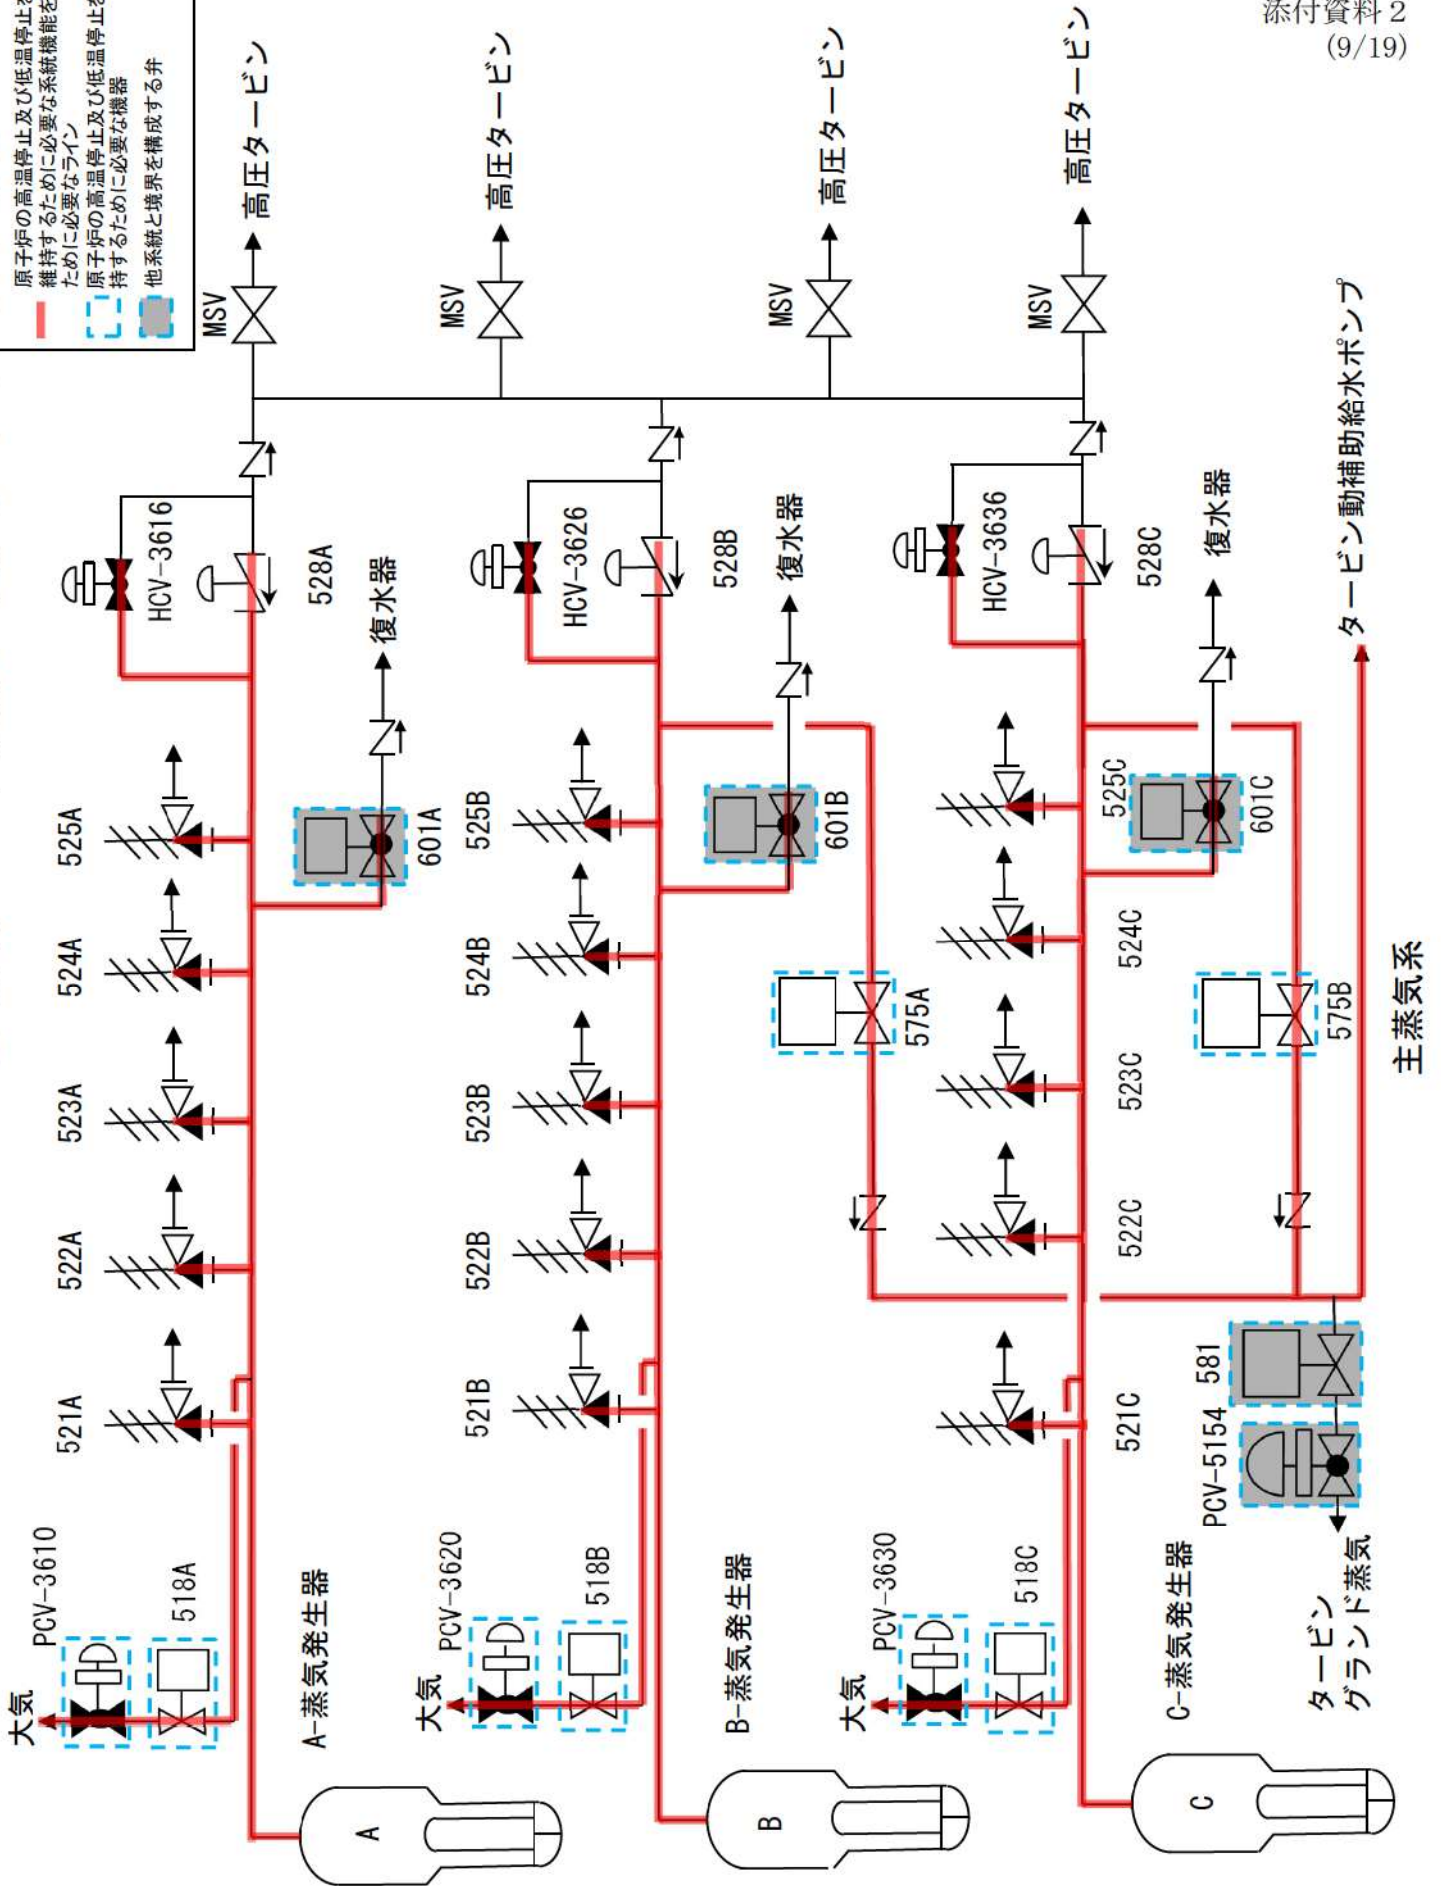 添付資料２
(9/19)
原子炉の高温停止及び低温停止を
維持するために必要な系統機能を
ために必要なライン
原子炉の高温停止及び低温停止を
持するために必要な機器
他系統と境界を構成する弁
大気
PCV-3610
518A
A-蒸気発生器
A
521A
522A
523A
524A
525A
601A
復水器
HCV-3616
528A
MSV
高圧タービン
MSV
高圧タービン
大気
PCV-3620
518B
B-蒸気発生器
B
521B
522B
523B
524B
525B
601B
復水器
HCV-3626
528B
575A
MSV
高圧タービン
大気
PCV-3630
518C
C-蒸気発生器
C
521C
522C
523C
524C
525C
601C
復水器
HCV-3636
528C
MSV
高圧タービン
PCV-5154
581
575B
タービン
グランド蒸気
タービン動補助給水ポンプ
主蒸気系